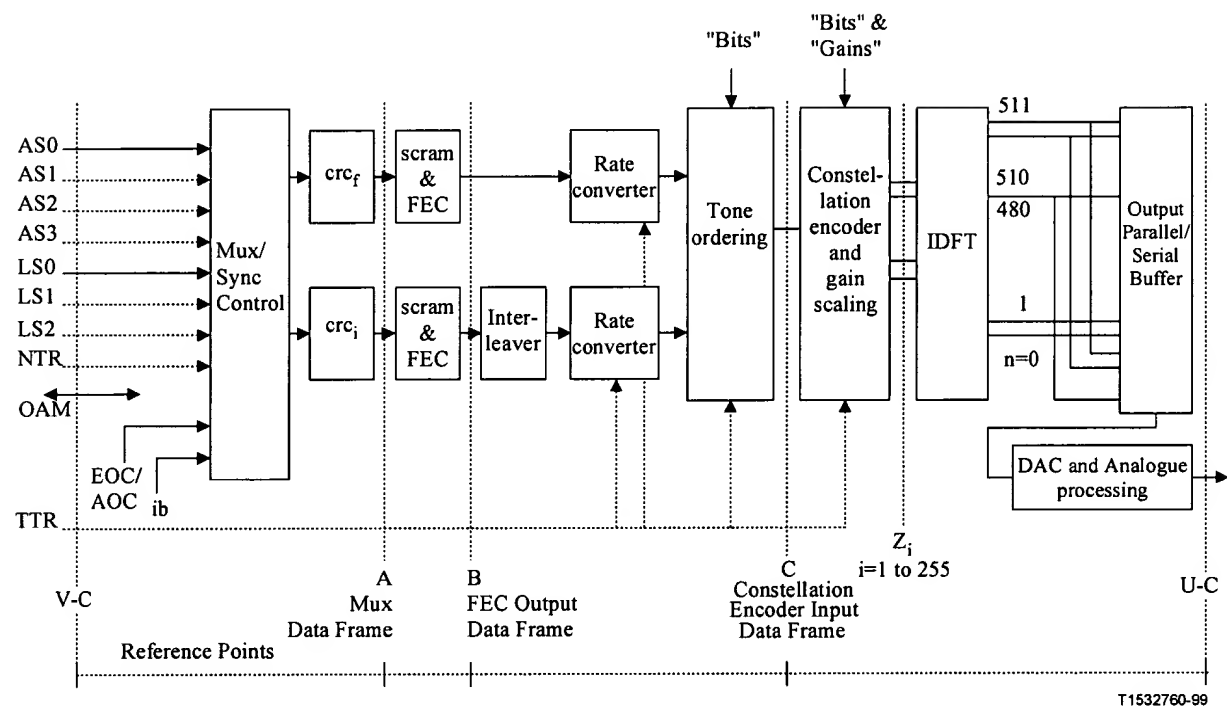 "Bits"
"Bits" &
"Gains"
AS0
AS1
AS2
AS3
LS0
LS1
LS2
NTR
OAM
EOC/
AOC
ib
TTR
Mux/
Sync
Control
crcf
crci
scram
&
FEC
scram
&
FEC
Inter-
leaver
Rate
converter
Rate
converter
Tone
ordering
Constel-
lation
encoder
and
gain
scaling
IDFT
511
510
480
1
n=0
Output
Parallel/
Serial
Buffer
DAC and Analogue
processing
V-C
A
Mux
Data Frame
B
FEC Output
Data Frame
C
Constellation
Encoder Input
Data Frame
Zi
i=1 to 255
U-C
Reference Points
T1532760-99